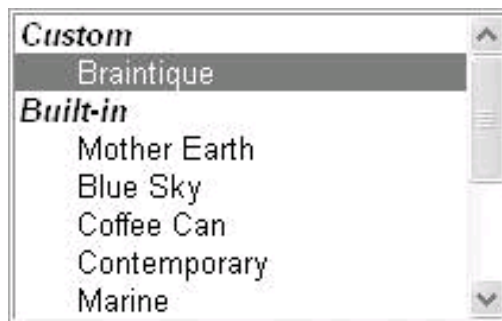 Custom
Braintique
Built-in
Mother Earth
Blue Sky
Coffee Can
Contemporary
Marine